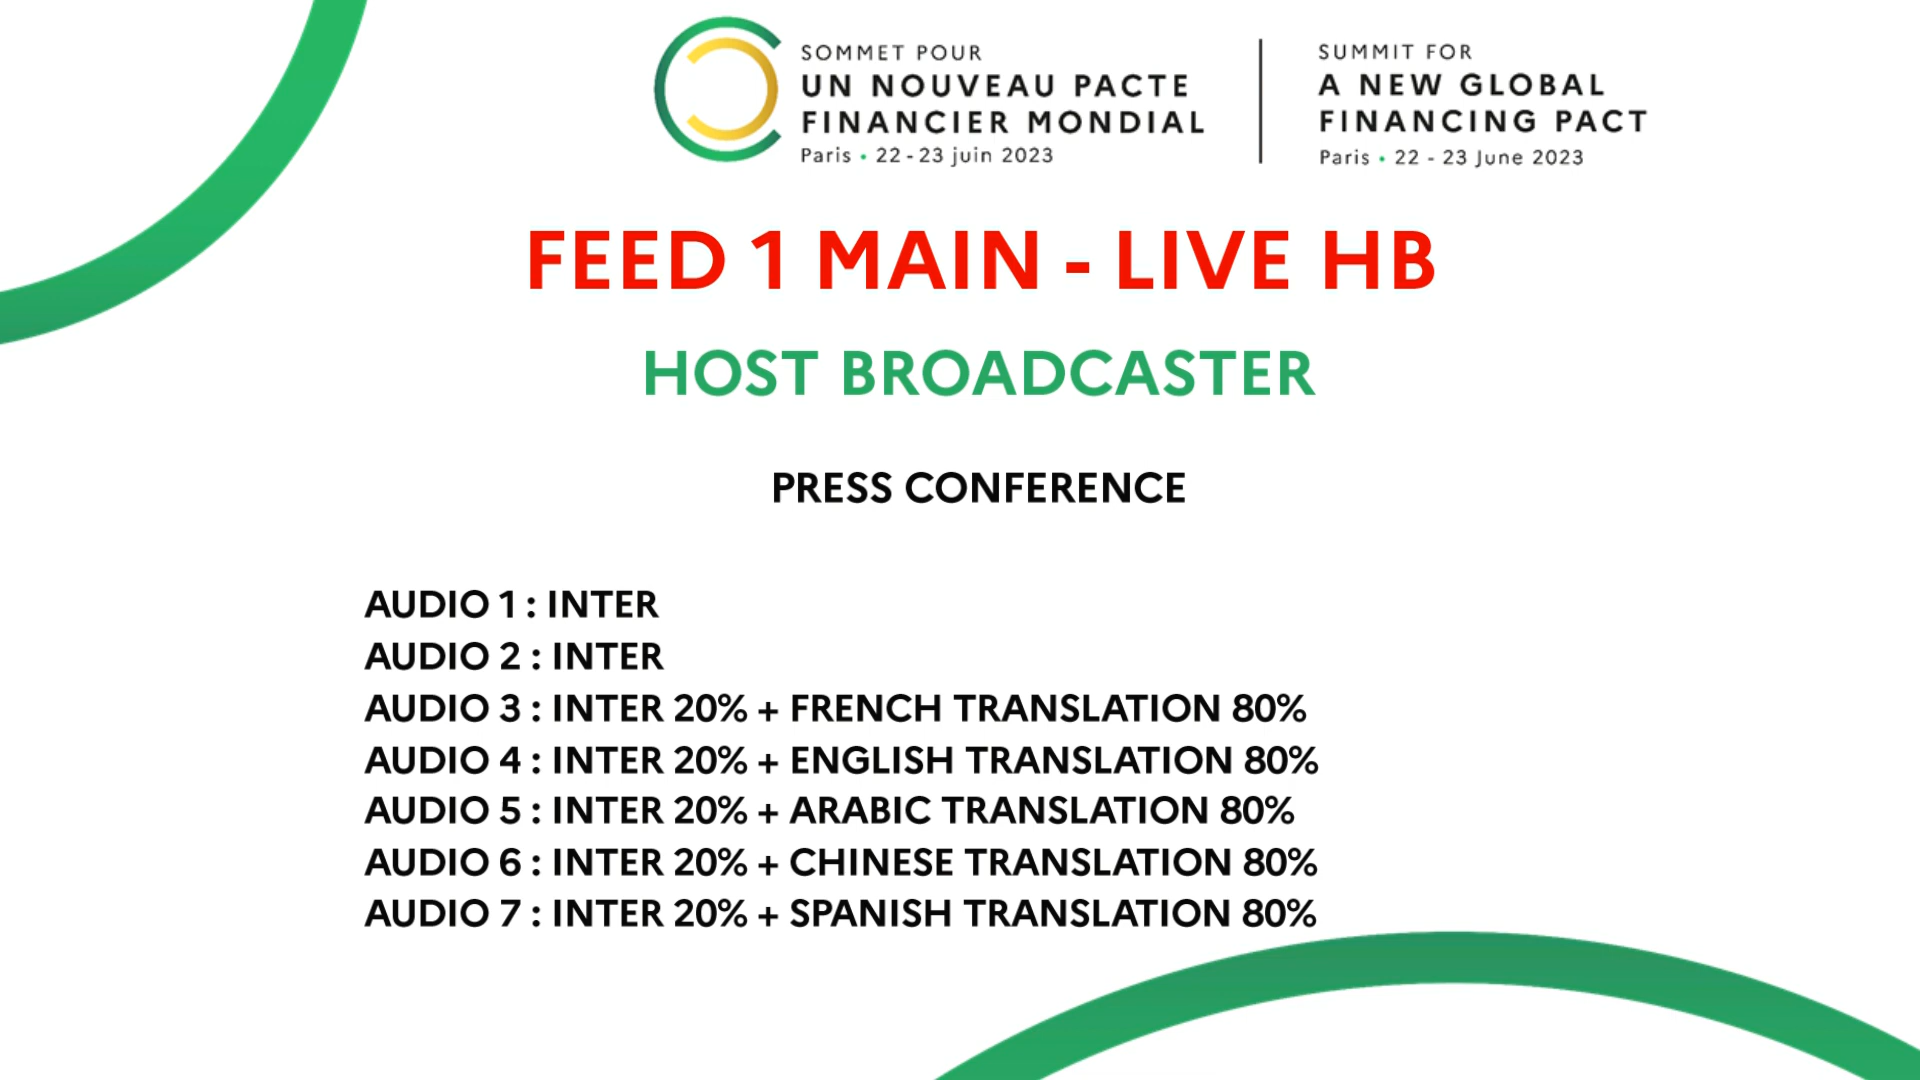 SOMMET POUR
UN NOUVEAU PACTE
FINANCIER MONDIAL
Paris • 22 - 23 juin 2023
SUMMIT FOR
A NEW GLOBAL
FINANCING PACT
Paris • 22 - 23 June 2023
FEED 1 MAIN - LIVE HB
HOST BROADCASTER
PRESS CONFERENCE
AUDIO 1 : INTER
AUDIO 2 : INTER
AUDIO 3 : INTER 20% + FRENCH TRANSLATION 80%
AUDIO 4 : INTER 20% + ENGLISH TRANSLATION 80%
AUDIO 5 : INTER 20% + ARABIC TRANSLATION 80%
AUDIO 6 : INTER 20% + CHINESE TRANSLATION 80%
AUDIO 7 : INTER 20% + SPANISH TRANSLATION 80%